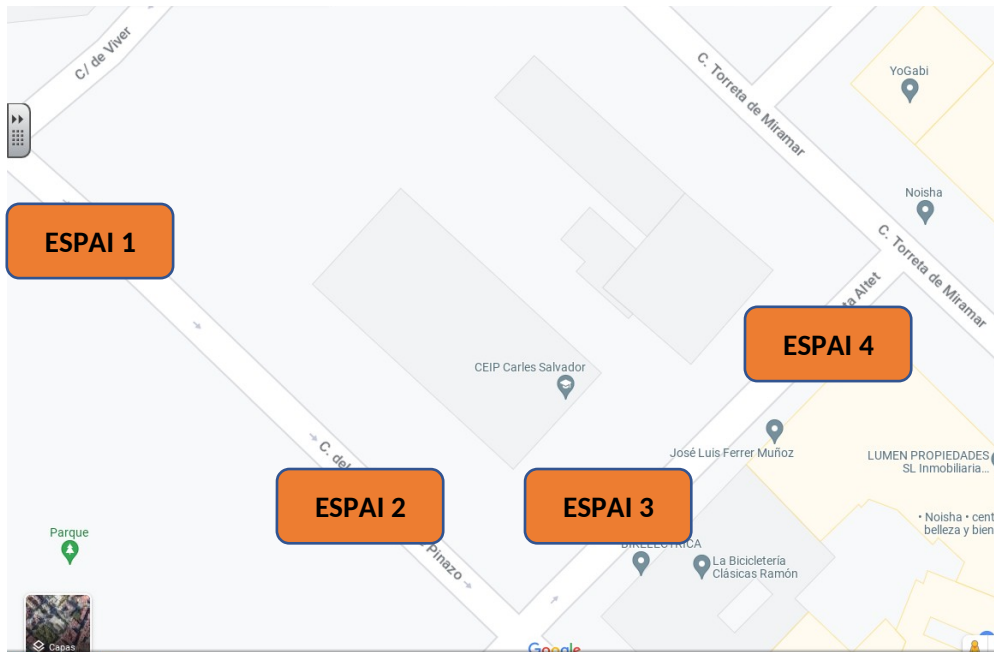 C/ de Viver
C. Torreta de Miramar
YoGabi
Noisha
C. Torreta de Miramar
ESPAI 1
Altet
ESPAI 4
CEIP Carles Salvador
José Luis Ferrer Muñoz
LUMEN PROPIEDADES
SL Inmobiliaria...
C. del
ESPAI 2
Pinazo
ESPAI 3
La Bicicletería
Clásicas Ramón
• Noisha • cent
belleza y bien
Parque
Capas
Google